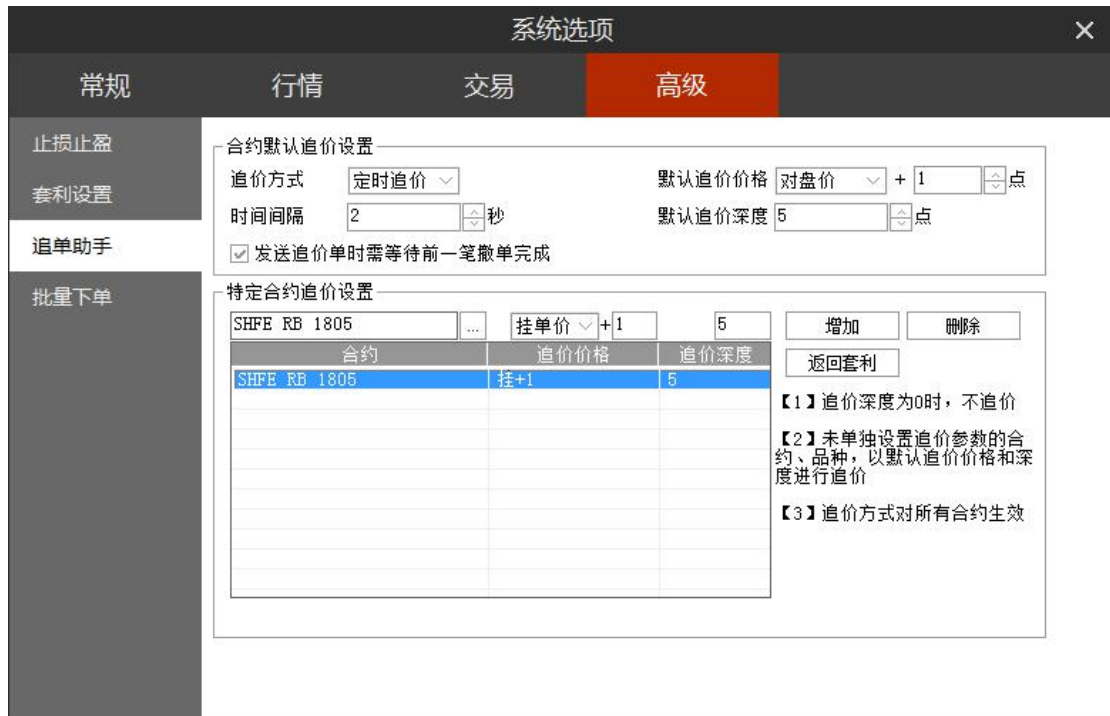 系统选项
常规 行情 交易 高级
止损止盈
套利设置
追单助手
批量下单
合约默认追价设置
追价方式 定时追价 默认追价价格 对盘价 + 1 点
时间间隔 2 秒 默认追价深度 5 点
发送追价单时需等待前一笔撤单完成
特定合约追价设置
SHFE RB 1805 ... 挂单价 +1 5 增加 删除
合约 追价价格 追价深度
返回套利
SHFE RB 1805 挂+1 5
【1】追价深度为0时，不追价
【2】未单独设置追价参数的合
约、品种，以默认追价价格和深
度进行追价
【3】追价方式对所有合约生效